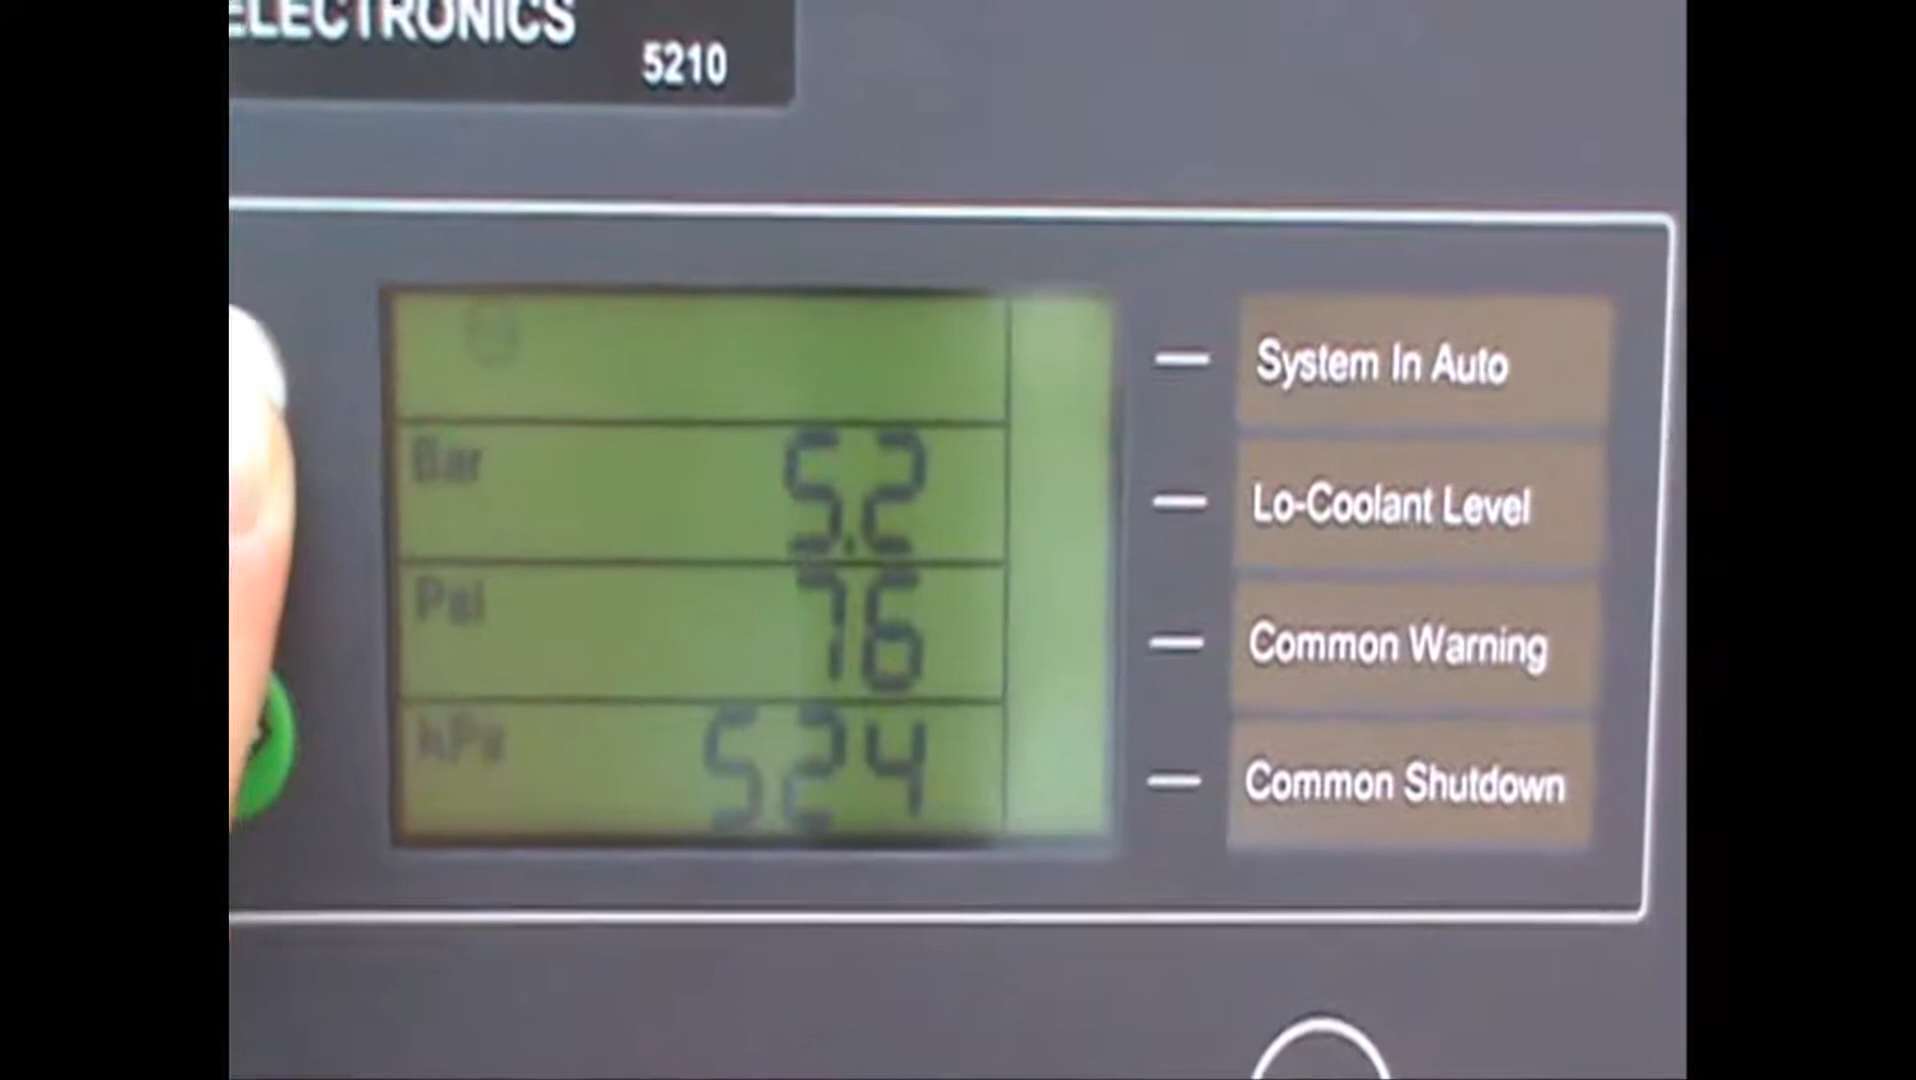 ELECTRONICS
5210
System In Auto
Bar 5.2
Lo-Coolant Level
Psi 76
Common Warning
kPa 524
Common Shutdown